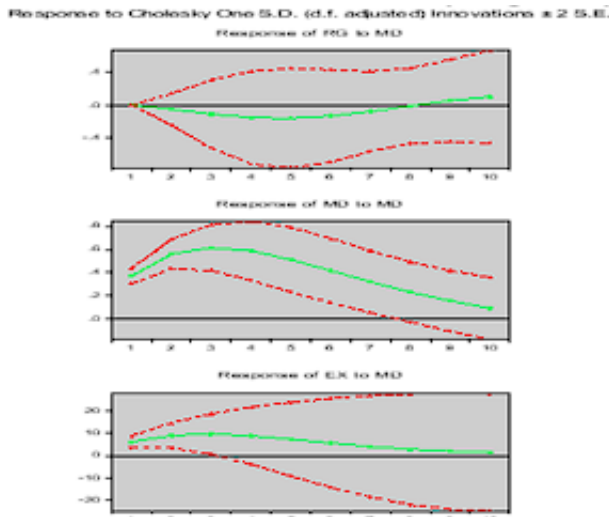 Response to Cholesky One S.D. (d.f. adjusted) Innovations ± 2 S.E.
Response of RG to MD
.4
.0
-.4
1 2 3 4 5 6 7 8 9 10
Response of MD to MD
.8
.6
.4
.2
.0
1 2 3 4 5 6 7 8 9 10
Response of EX to MD
20
10
0
-10
-20